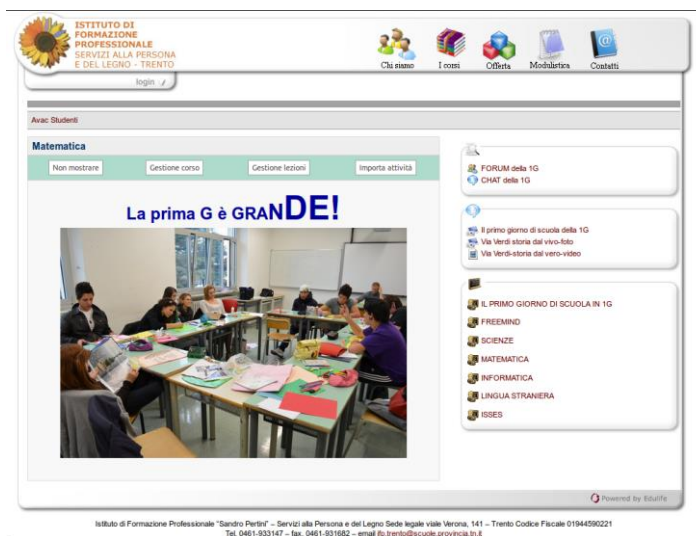 ISTITUTO DI
FORMAZIONE
PROFESSIONALE
SERVIZI ALLA PERSONA
E DEL LEGNO - TRENTO
Chi siamo
I corsi
Offerta
Modulistica
Contatti
login
Avac Studenti
Matematica
Non mostrare
Gestione corso
Gestione lezioni
Importa attività
La prima G è GRANDE!
FORUM della 1G
CHAT della 1G
Il primo giorno di scuola della 1G
Via Verdi storia dal vivo-foto
Via Verdi-storia dal vero-video
IL PRIMO GIORNO DI SCUOLA IN 1G
FREEMIND
SCIENZE
MATEMATICA
INFORMATICA
LINGUA STRANIERA
ISSES
Powered by Edulife
Istituto di Formazione Professionale "Sandro Pertini" – Servizi alla Persona e del Legno Sede legale viale Verona, 141 – Trento Codice Fiscale 01944590221
Tel. 0461-933147 – fax. 0461-931682 – email ifp.trento@scuole.provincia.tn.it